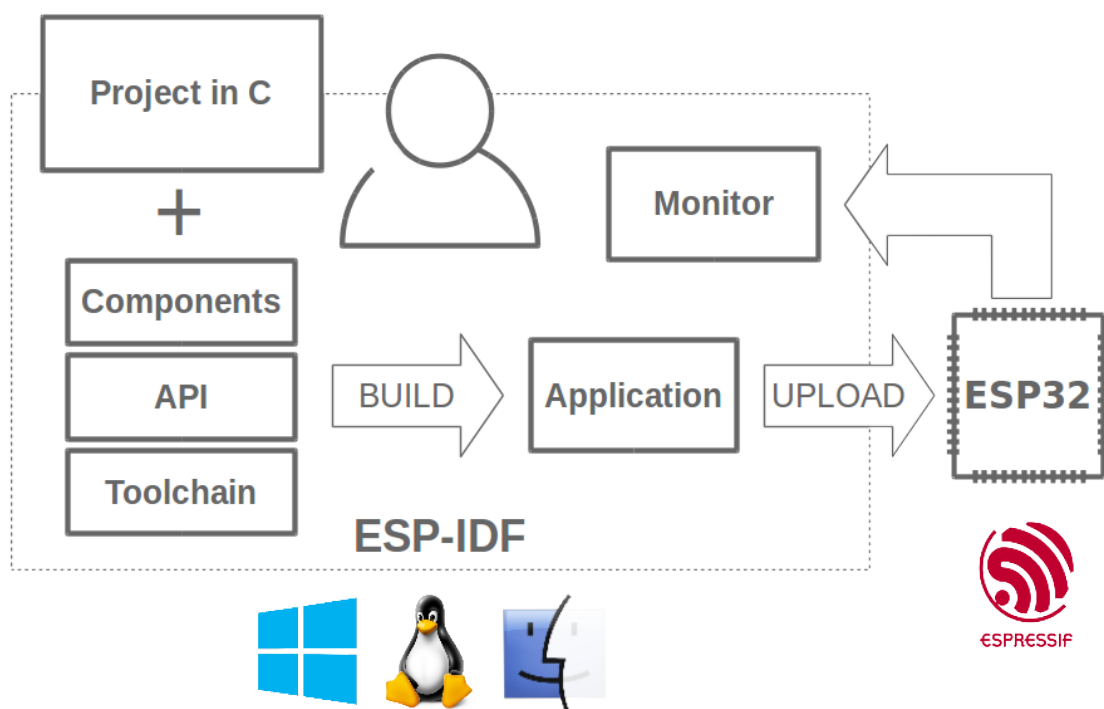 Project in C
+
Monitor
Components
API
BUILD
Application
UPLOAD
ESP32
Toolchain
ESP-IDF
ESPRESSIF